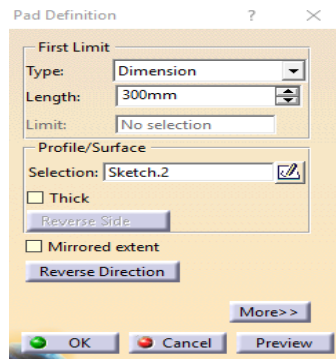 Pad Definition ? ×
First Limit
Type: Dimension
Length: 300mm
Limit: No selection
Profile/Surface
Selection: Sketch.2
Thick
Reverse Side
Mirrored extent
Reverse Direction
More>>
OK Cancel Preview